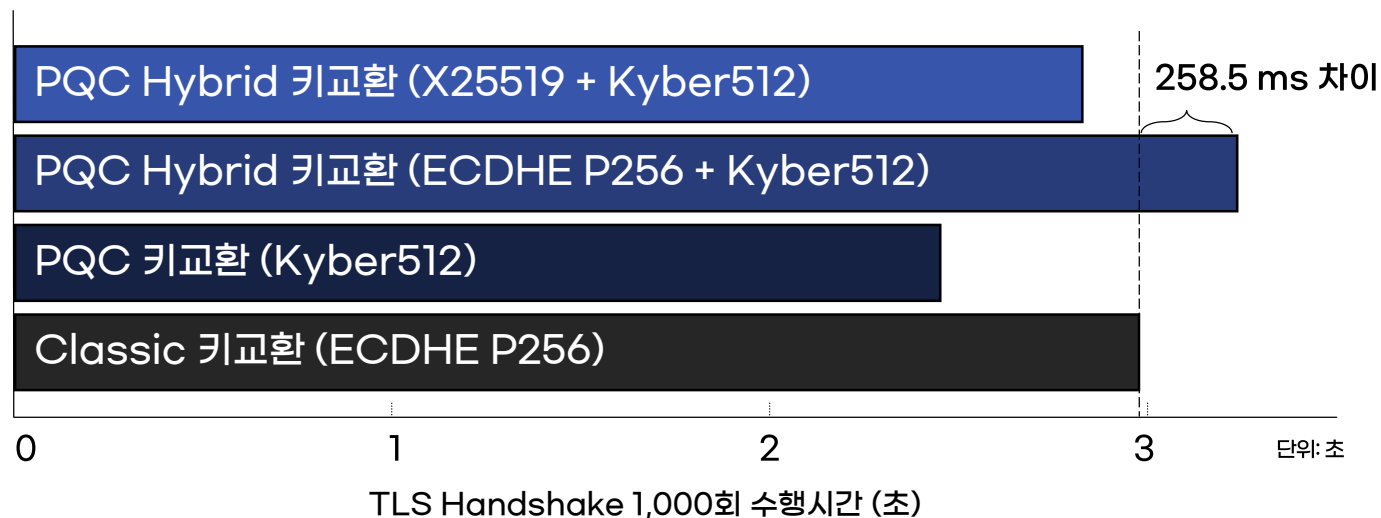 PQC Hybrid 키교환 (X25519 + Kyber512)
258.5 ms 차이
PQC Hybrid 키교환 (ECDHE P256 + Kyber512)
PQC 키교환 (Kyber512)
Classic 키교환 (ECDHE P256)
0 1 2 3 단위: 초
TLS Handshake 1,000회 수행시간 (초)